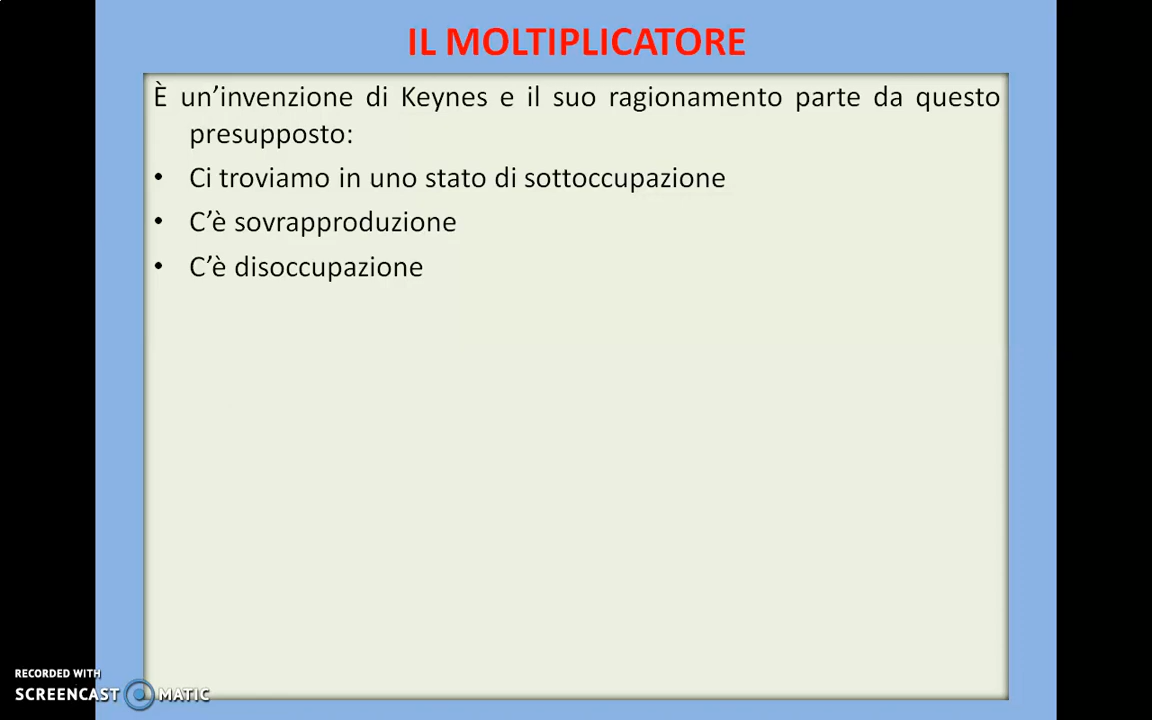 IL MOLTIPLICATORE
È un’invenzione di Keynes e il suo ragionamento parte da questo
presupposto:
• Ci troviamo in uno stato di sottoccupazione
• C’è sovrapproduzione
• C’è disoccupazione
RECORDED WITH
SCREENCAST MATIC